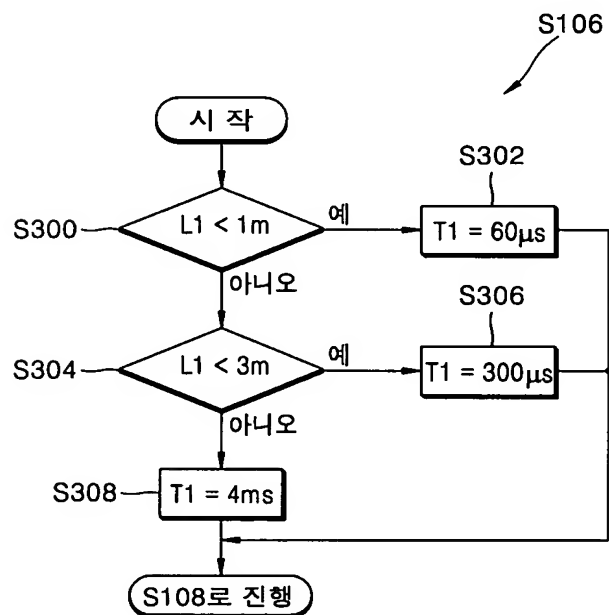 S106
시 작
S302
S300
L1 < 1m
예
T1 = 60μs
아니오
S306
S304
L1 < 3m
예
T1 = 300μs
아니오
S308
T1 = 4ms
S108로 진행